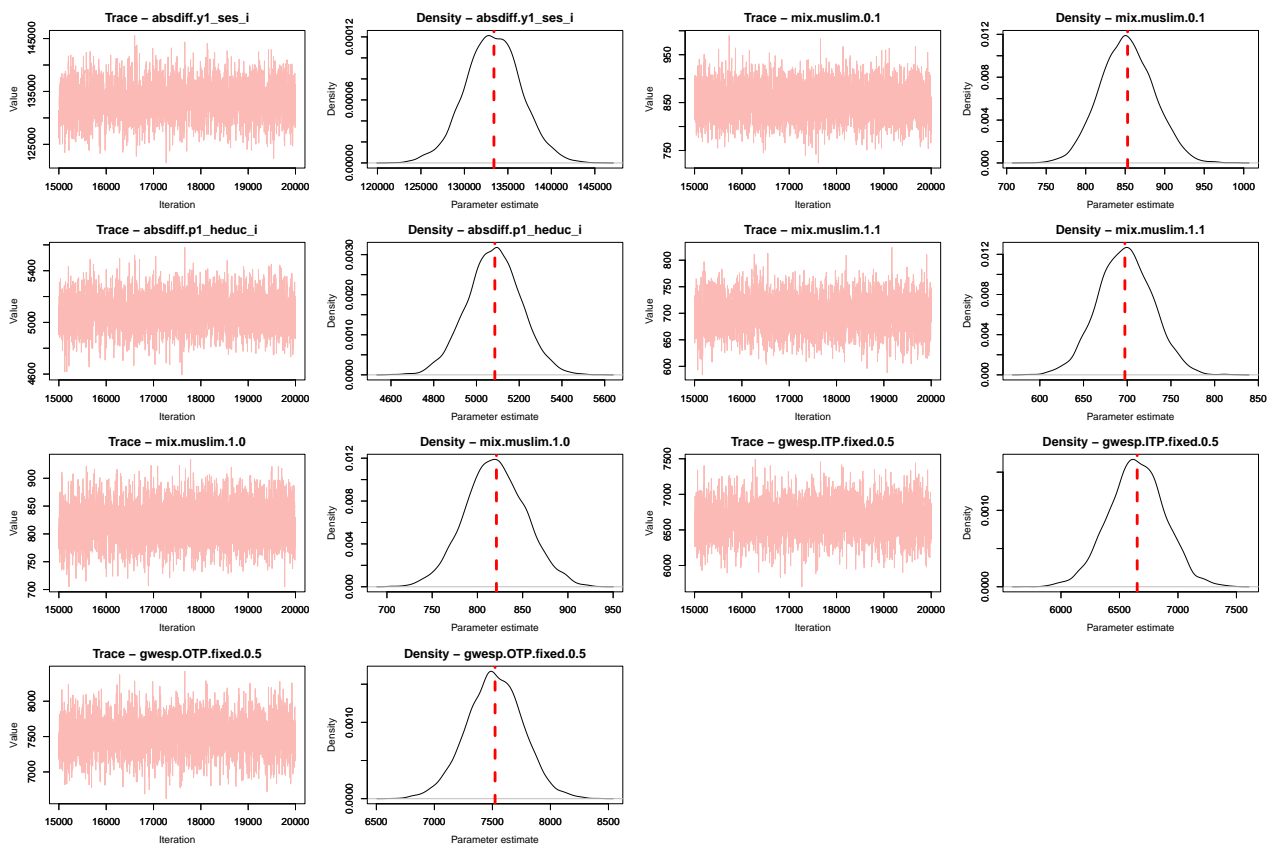 Trace − absdiff.y1_ses_i
Value
125000 135000 145000
15000 16000 17000 18000 19000 20000
Iteration
Density − absdiff.y1_ses_i
Density
0.00000 0.00006 0.00012
120000 125000 130000 135000 140000 145000
Parameter estimate
Trace − mix.muslim.0.1
Value
750 850 950
15000 16000 17000 18000 19000 20000
Iteration
Density − mix.muslim.0.1
Density
0.000 0.004 0.008 0.012
700 750 800 850 900 950 1000
Parameter estimate
Trace − absdiff.p1_heduc_i
Value
4600 5000 5400
15000 16000 17000 18000 19000 20000
Iteration
Density − absdiff.p1_heduc_i
Density
0.0000 0.0010 0.0020 0.0030
4600 4800 5000 5200 5400 5600
Parameter estimate
Trace − mix.muslim.1.1
Value
600 650 700 750 800
15000 16000 17000 18000 19000 20000
Iteration
Density − mix.muslim.1.1
Density
0.000 0.004 0.008 0.012
600 650 700 750 800 850
Parameter estimate
Trace − mix.muslim.1.0
Value
700 750 800 850 900
15000 16000 17000 18000 19000 20000
Iteration
Density − mix.muslim.1.0
Density
0.000 0.004 0.008 0.012
700 750 800 850 900 950
Parameter estimate
Trace − gwesp.ITP.fixed.0.5
Value
6000 6500 7000 7500
15000 16000 17000 18000 19000 20000
Iteration
Density − gwesp.ITP.fixed.0.5
Density
0.0000 0.0010
6000 6500 7000 7500
Parameter estimate
Trace − gwesp.OTP.fixed.0.5
Value
7000 7500 8000
15000 16000 17000 18000 19000 20000
Iteration
Density − gwesp.OTP.fixed.0.5
Density
0.0000 0.0010
6500 7000 7500 8000 8500
Parameter estimate